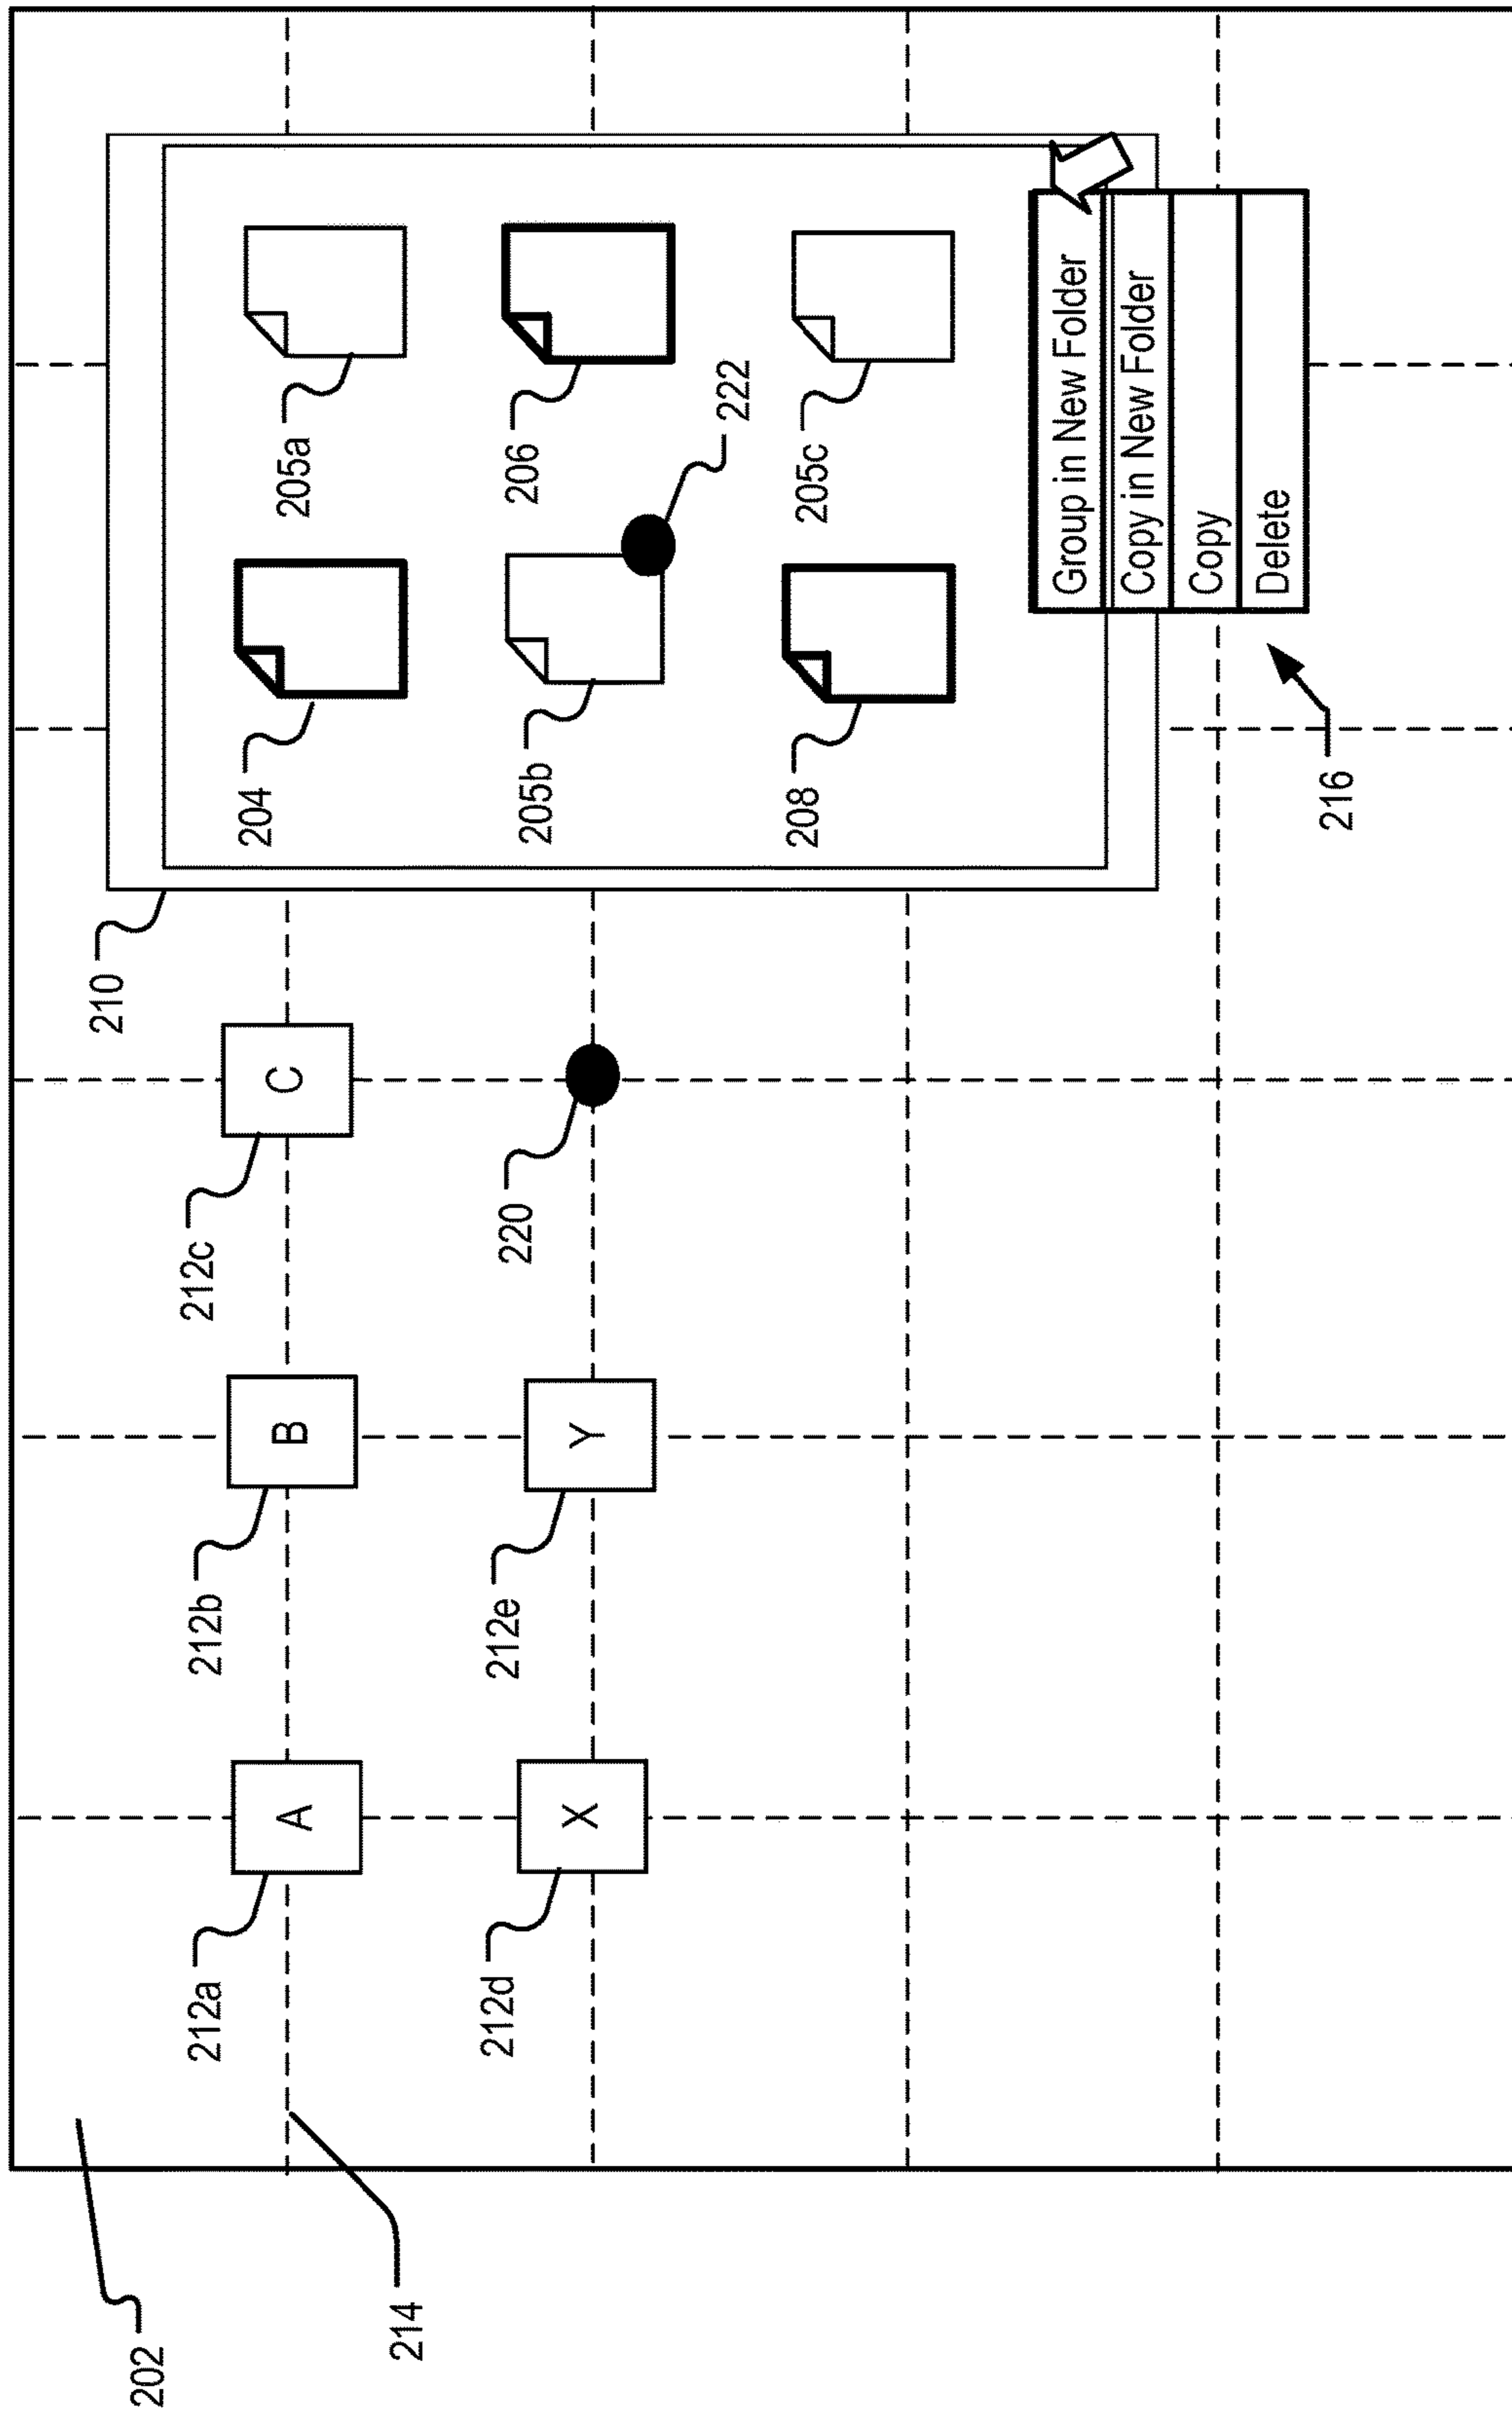 202
214
212a
A
212b
B
212c
C
210
204
205a
212d
X
212e
Y
220
205b
206
222
208
205c
Group in New Folder
Copy in New Folder
Copy
Delete
216